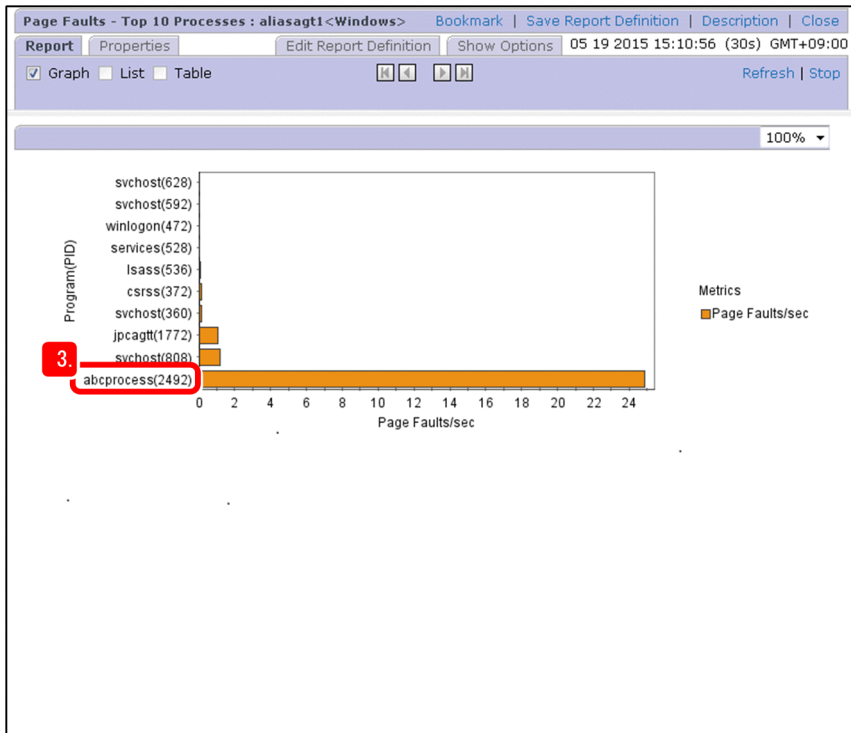 Page Faults - Top 10 Processes : aliasagt1<Windows> Bookmark | Save Report Definition | Description | Close
Report Properties Edit Report Definition Show Options 05 19 2015 15:10:56 (30s) GMT+09:00
Graph List Table Refresh | Stop
100%
svchost(628)
svchost(592)
winlogon(472)
services(528)
lsass(536)
csrss(372)
svchost(360)
jpcagtt(1772)
svchost(808)
abcprocess(2492)
Program(PID)
3.
0 2 4 6 8 10 12 14 16 18 20 22 24
Page Faults/sec
Metrics
Page Faults/sec